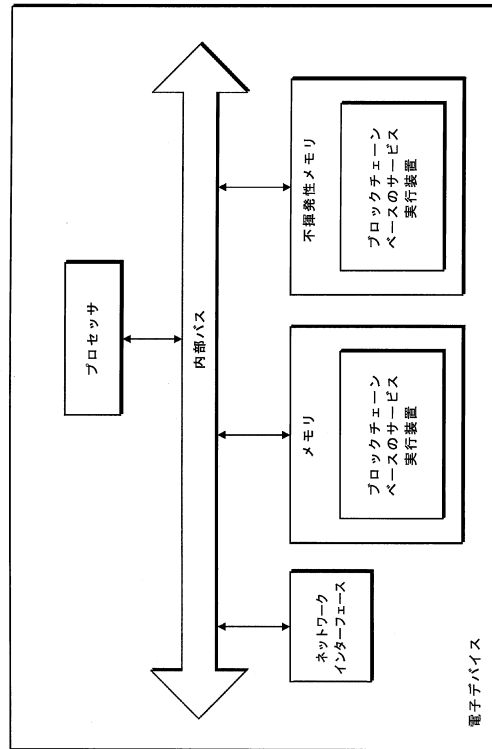 プロセッサ
内部バス
ネットワーク
インターフェース
メモリ
ブロックチェーン
ベースのサービス
実行装置
不揮発性メモリ
ブロックチェーン
ベースのサービス
実行装置
電子デバイス